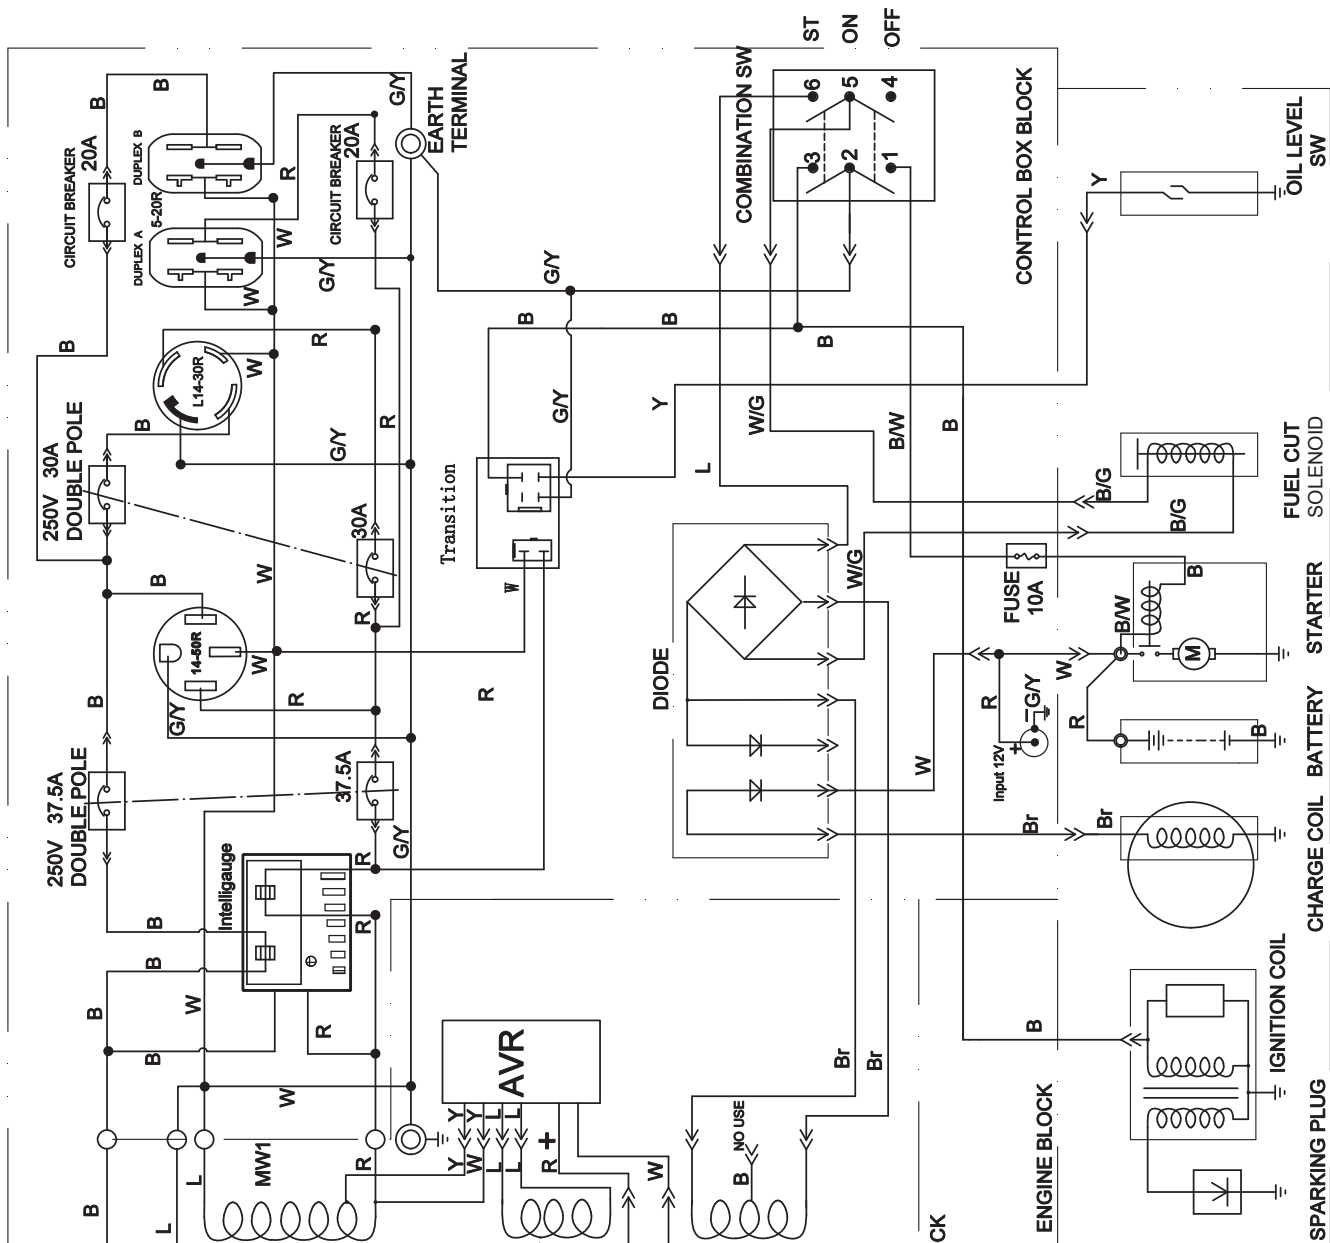 ST
ON
OFF
COMBINATION SW
6
5
4
3
2
1
CONTROL BOX BLOCK
OIL LEVEL
SW
Y
EARTH
TERMINAL
G/Y
B
B
20A
CIRCUIT BREAKER
DUPLEX B
5-20R
DUPLEX A
R
W
W
G/Y
20A
CIRCUIT BREAKER
B
L14-30R
R
W
B
G/Y
R
250V 30A
DOUBLE POLE
30A
W
R
B
14-50R
W
R
G/Y
B
250V 37.5A
DOUBLE POLE
37.5A
G/Y
R
R
Intelligauge
B
B
B
W
B
R
W
G/Y
B
B
B
G/Y
Y
Transition
W
R
L
W/G
B/W
B
W/G
DIODE
FUEL CUT
SOLENOID
B/G
B/G
FUSE
10A
B
B/W
M
STARTER
W
R
G/Y
Input 12V
+
–
R
B
BATTERY
W
Br
Br
CHARGE COIL
IGNITION COIL
B
ENGINE BLOCK
SPARKING PLUG
AVR
Y
Y
L
L
Y
W
L
L
R
+
W
Br
Br
NO USE
B
CK
MW1
R
L
L
B